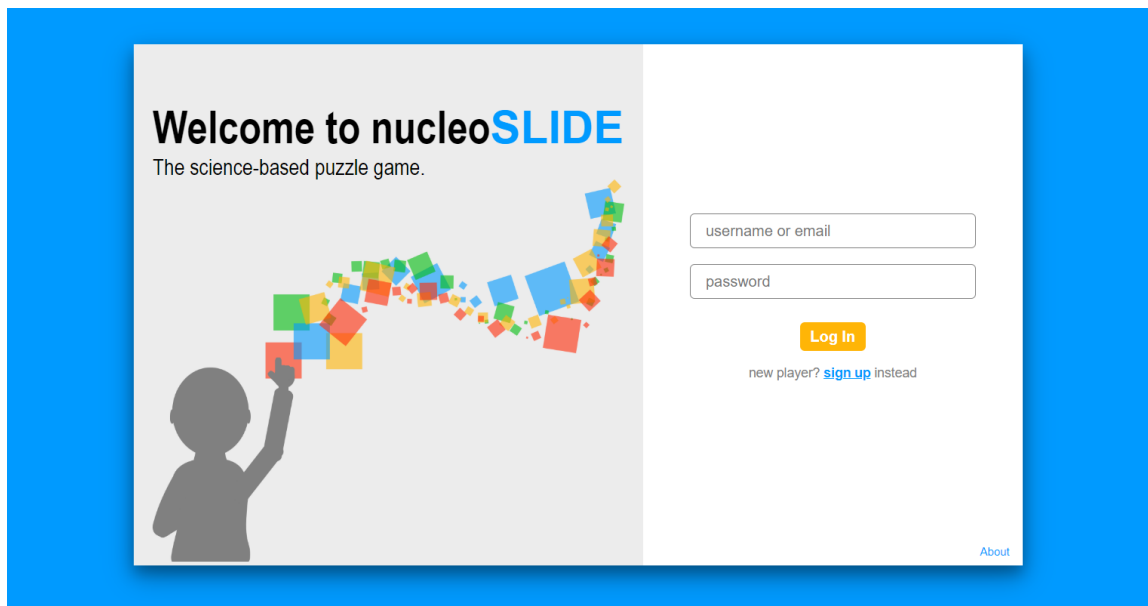 Welcome to nucleoSLIDE
The science-based puzzle game.
username or email
password
Log In
new player? sign up instead
About